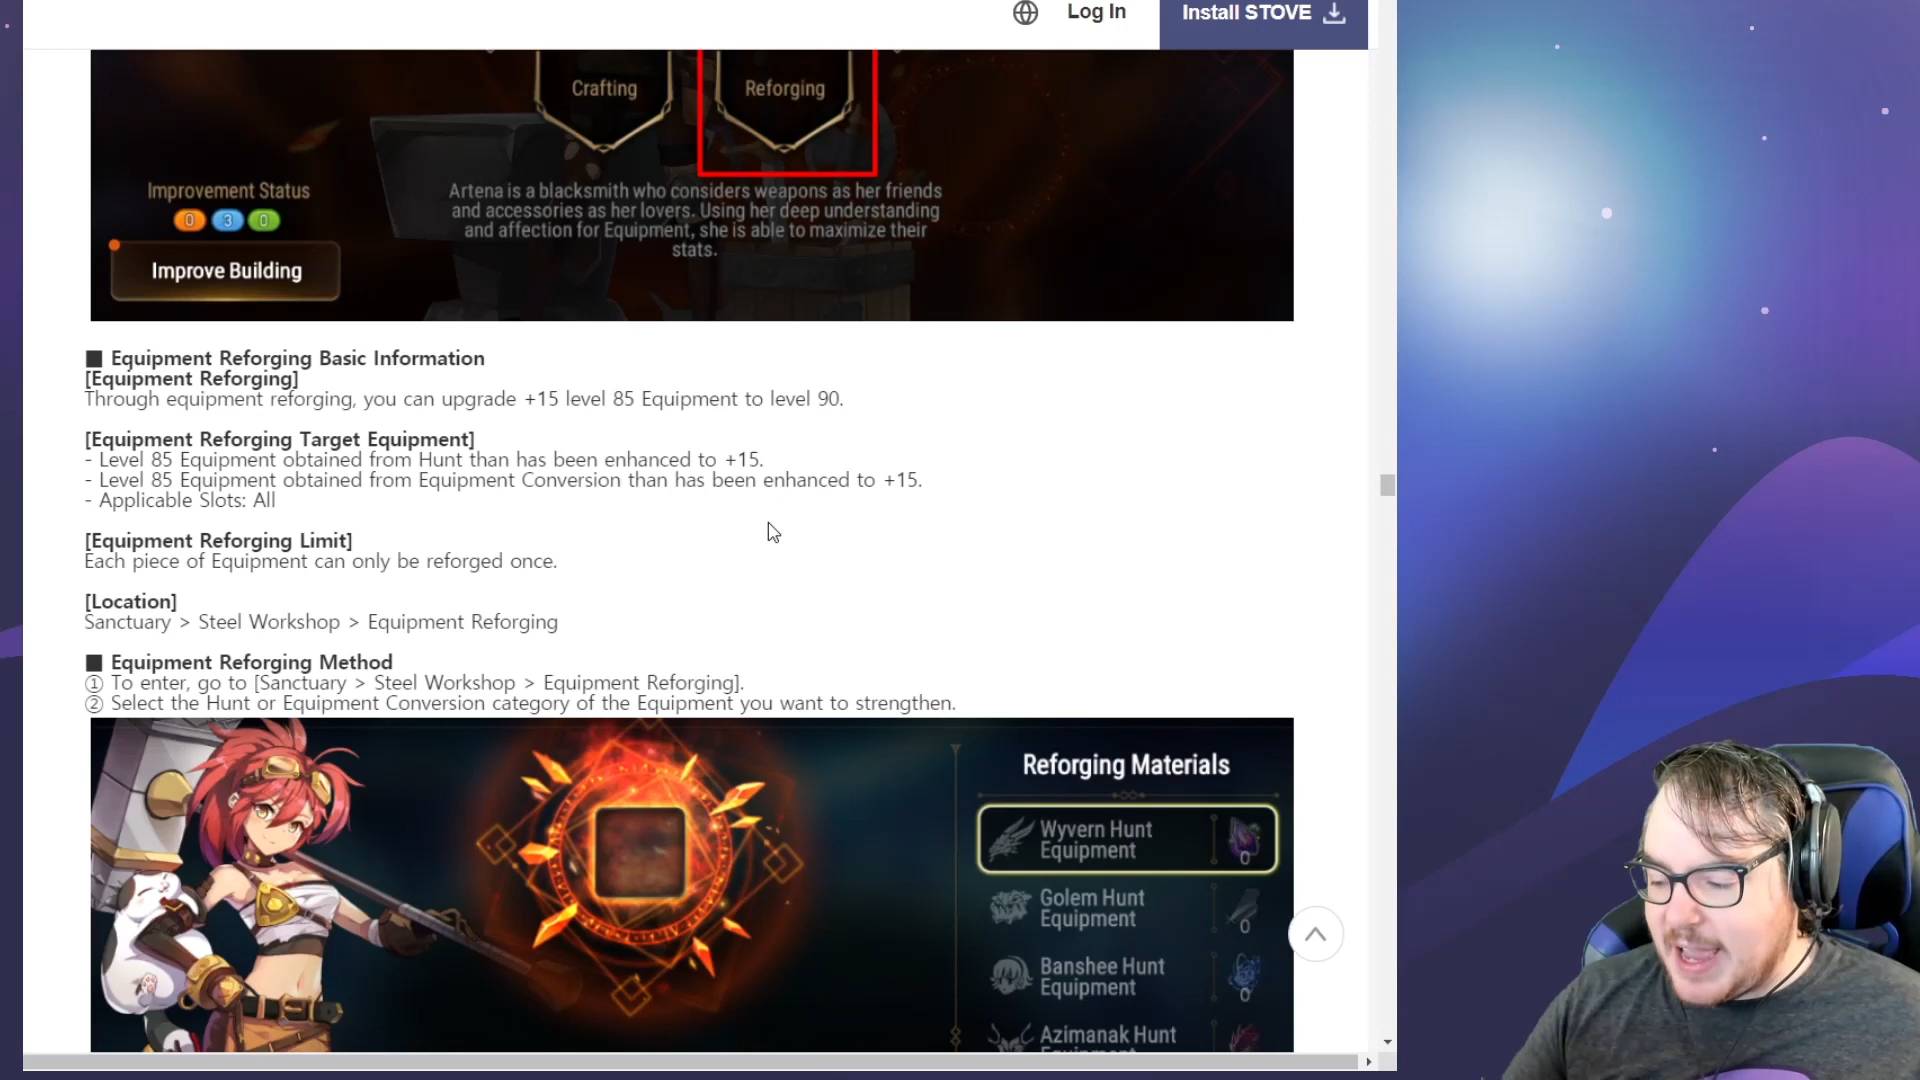 Log In
Install STOVE
Crafting
Reforging
Improvement Status
0 3 0
Improve Building
Artena is a blacksmith who considers weapons as her friends
and accessories as her lovers. Using her deep understanding
and affection for Equipment, she is able to maximize their
stats.
■ Equipment Reforging Basic Information
[Equipment Reforging]
Through equipment reforging, you can upgrade +15 level 85 Equipment to level 90.
[Equipment Reforging Target Equipment]
- Level 85 Equipment obtained from Hunt than has been enhanced to +15.
- Level 85 Equipment obtained from Equipment Conversion than has been enhanced to +15.
- Applicable Slots: All
[Equipment Reforging Limit]
Each piece of Equipment can only be reforged once.
[Location]
Sanctuary > Steel Workshop > Equipment Reforging
■ Equipment Reforging Method
① To enter, go to [Sanctuary > Steel Workshop > Equipment Reforging].
② Select the Hunt or Equipment Conversion category of the Equipment you want to strengthen.
Reforging Materials
Wyvern Hunt
Equipment
0
Golem Hunt
Equipment
0
Banshee Hunt
Equipment
0
Azimanak Hunt